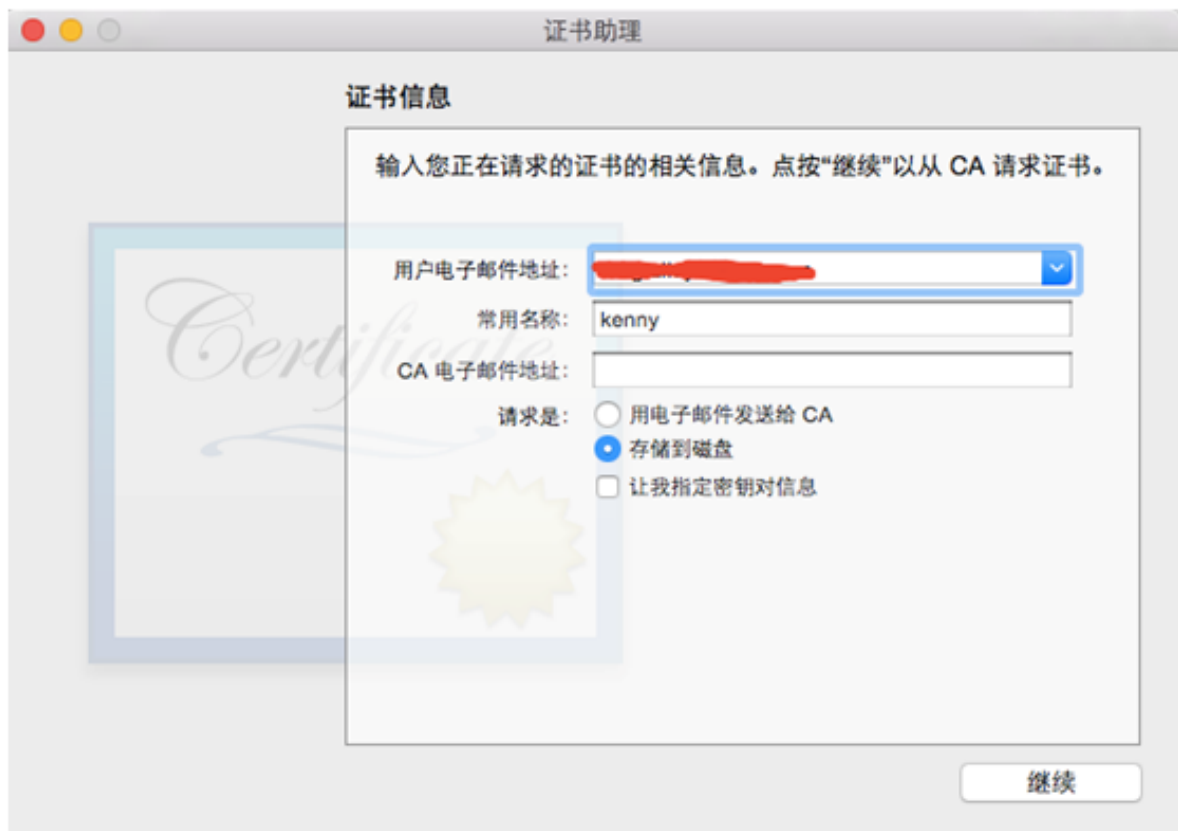 证书助理
证书信息
输入您正在请求的证书的相关信息。点按“继续”以从 CA 请求证书。
用户电子邮件地址：
常用名称： kenny
CA 电子邮件地址：
请求是： 用电子邮件发送给 CA
存储到磁盘
让我指定密钥对信息
Certificate
继续